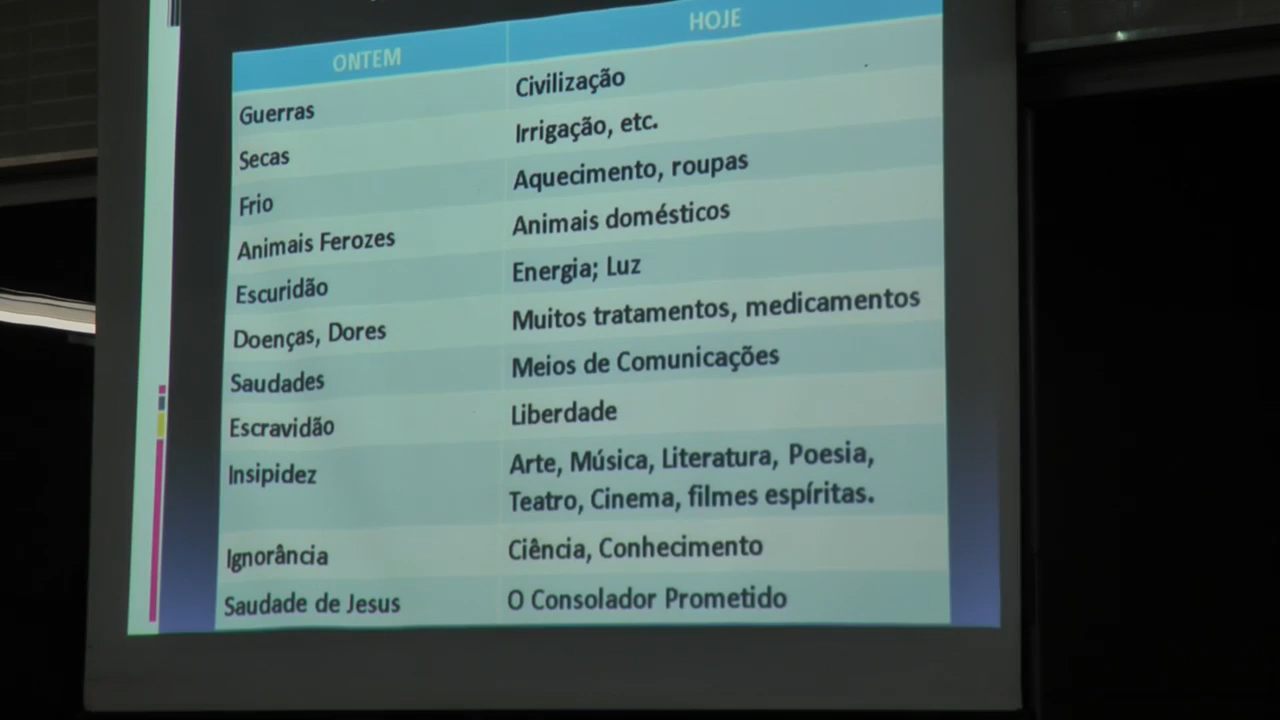 ONTEM HOJE
Guerras Civilização
Secas Irrigação, etc.
Frio Aquecimento, roupas
Animais Ferozes Animais domésticos
Escuridão Energia; Luz
Doenças, Dores Muitos tratamentos, medicamentos
Saudades Meios de Comunicações
Escravidão Liberdade
Insipidez Arte, Música, Literatura, Poesia,
Teatro, Cinema, filmes espíritas.
Ignorância Ciência, Conhecimento
Saudade de Jesus O Consolador Prometido